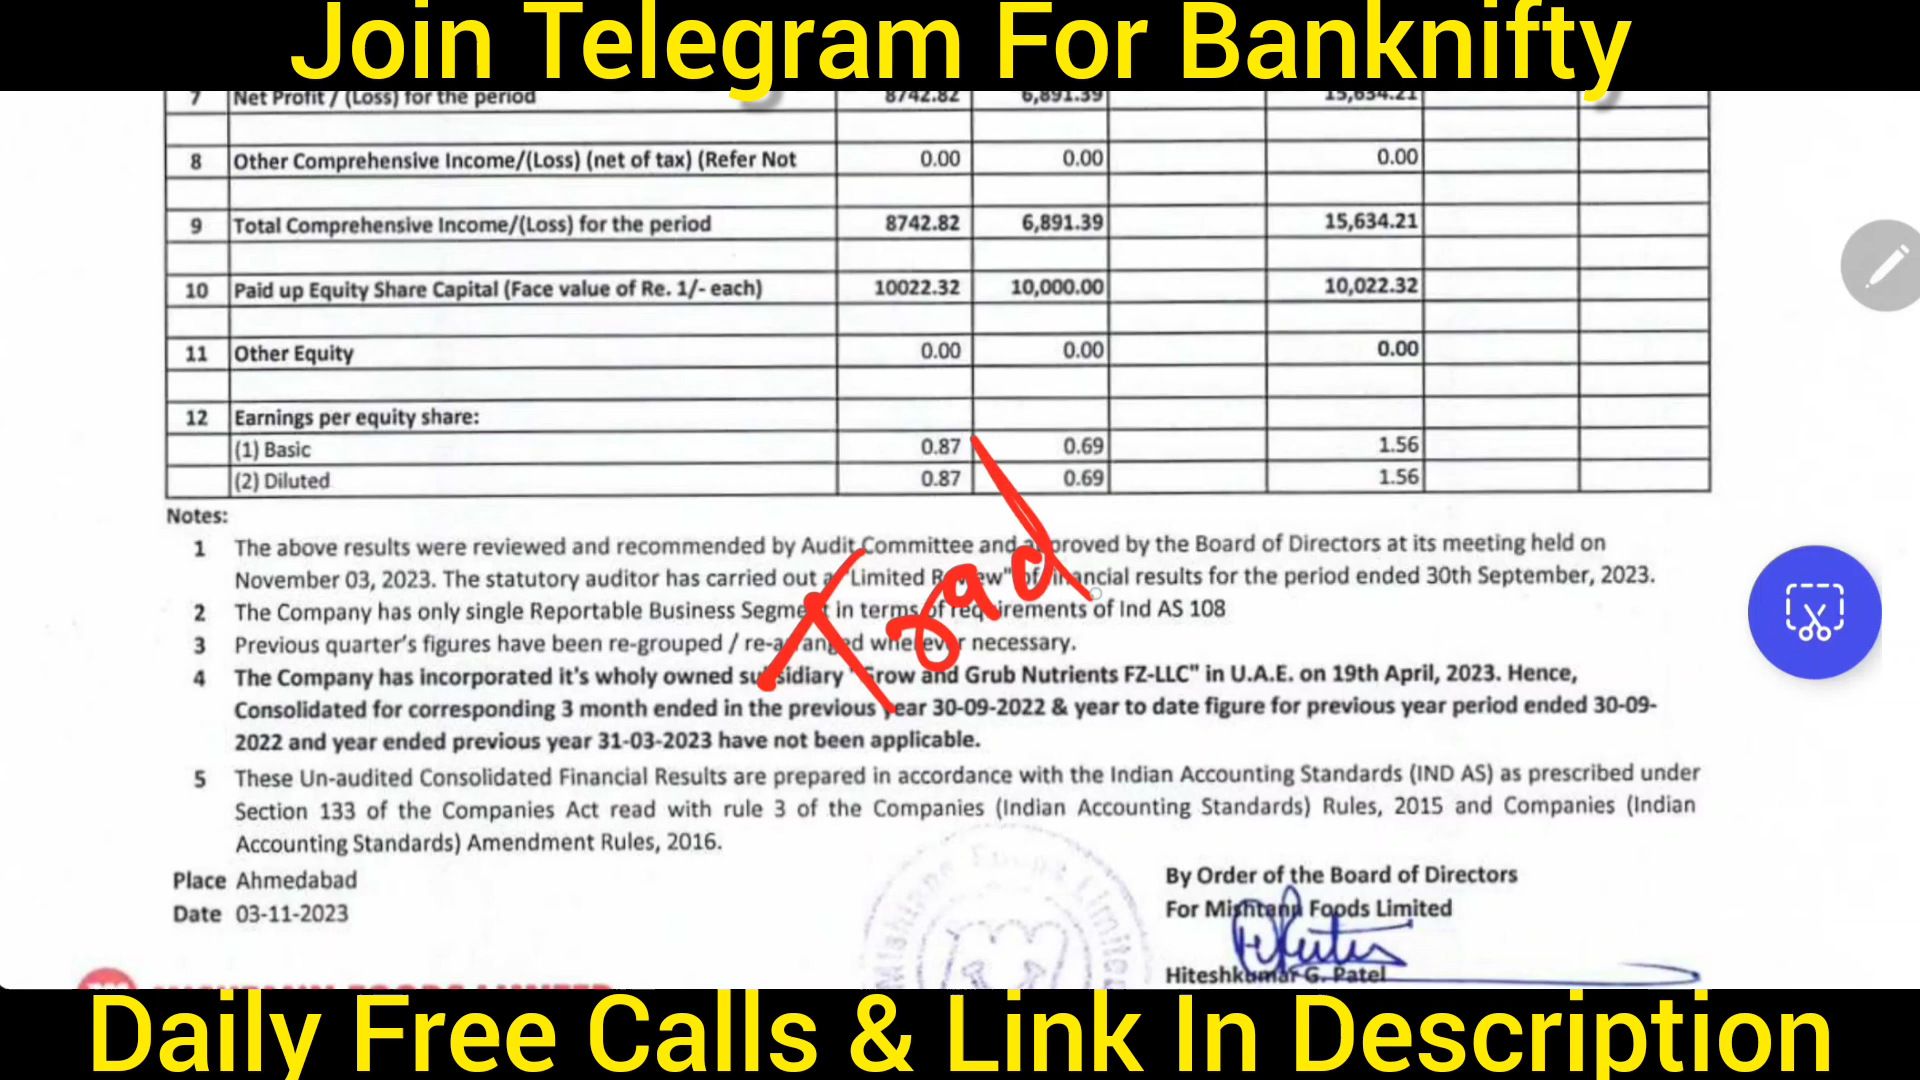 Join Telegram For Banknifty
7 Net Profit / (Loss) for the period 8742.82 6,891.39 15,634.21
8 Other Comprehensive Income/(Loss) (net of tax) (Refer Not 0.00 0.00 0.00
9 Total Comprehensive Income/(Loss) for the period 8742.82 6,891.39 15,634.21
10 Paid up Equity Share Capital (Face value of Re. 1/- each) 10022.32 10,000.00 10,022.32
11 Other Equity 0.00 0.00 0.00
12 Earnings per equity share:
(1) Basic 0.87 0.69 1.56
(2) Diluted 0.87 0.69 1.56
Notes:
1 The above results were reviewed and recommended by Audit Committee and approved by the Board of Directors at its meeting held on
November 03, 2023. The statutory auditor has carried out a "Limited Review" of financial results for the period ended 30th September, 2023.
2 The Company has only single Reportable Business Segment in terms of requirements of Ind AS 108
3 Previous quarter's figures have been re-grouped / re-arranged wherever necessary.
4 The Company has incorporated it's wholy owned subsidiary "Grow and Grub Nutrients FZ-LLC" in U.A.E. on 19th April, 2023. Hence,
Consolidated for corresponding 3 month ended in the previous year 30-09-2022 & year to date figure for previous year period ended 30-09-
2022 and year ended previous year 31-03-2023 have not been applicable.
5 These Un-audited Consolidated Financial Results are prepared in accordance with the Indian Accounting Standards (IND AS) as prescribed under
Section 133 of the Companies Act read with rule 3 of the Companies (Indian Accounting Standards) Rules, 2015 and Companies (Indian
Accounting Standards) Amendment Rules, 2016.
Place Ahmedabad
Date 03-11-2023
By Order of the Board of Directors
For Mishtann Foods Limited
Hiteshkumar G. Patel
Mishtann Foods Limited
Daily Free Calls & Link In Description